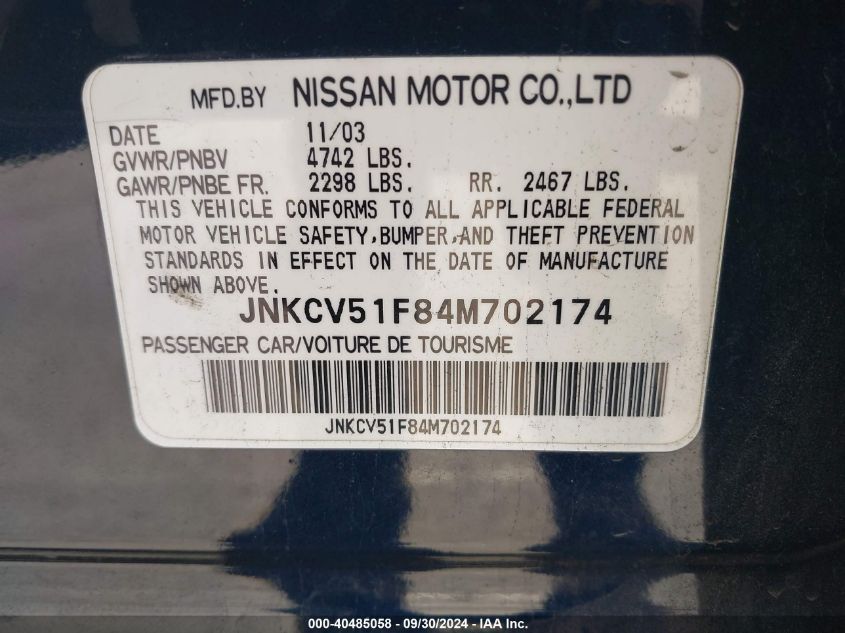 MFD.BY NISSAN MOTOR CO.,LTD
DATE 11/03
GVWR/PNBV 4742 LBS.
GAWR/PNBE FR. 2298 LBS. RR. 2467 LBS.
THIS VEHICLE CONFORMS TO ALL APPLICABLE FEDERAL
MOTOR VEHICLE SAFETY,BUMPER,AND THEFT PREVENTION
STANDARDS IN EFFECT ON THE DATE OF MANUFACTURE
SHOWN ABOVE.
JNKCV51F84M702174
PASSENGER CAR/VOITURE DE TOURISME
JNKCV51F84M702174
000-40485058 - 09/30/2024 - IAA Inc.